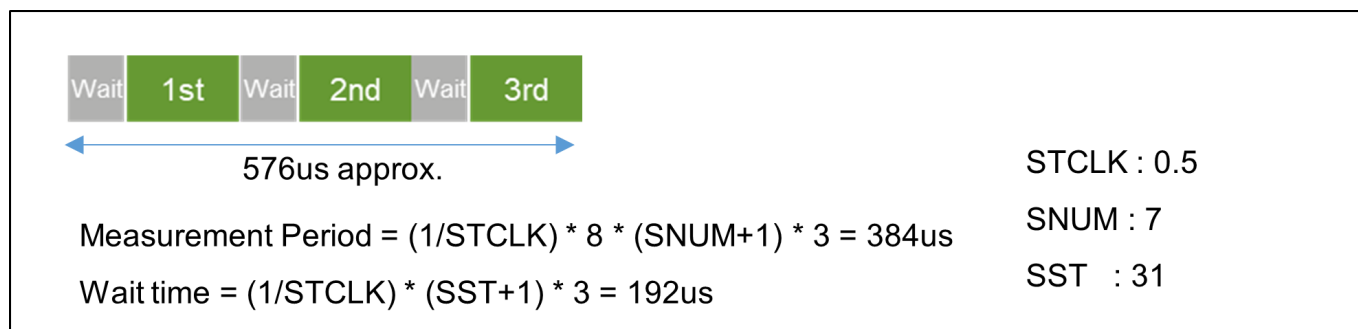 Wait 1st Wait 2nd Wait 3rd
576us approx.
STCLK : 0.5
SNUM : 7
SST : 31
Measurement Period = (1/STCLK) * 8 * (SNUM+1) * 3 = 384us
Wait time = (1/STCLK) * (SST+1) * 3 = 192us